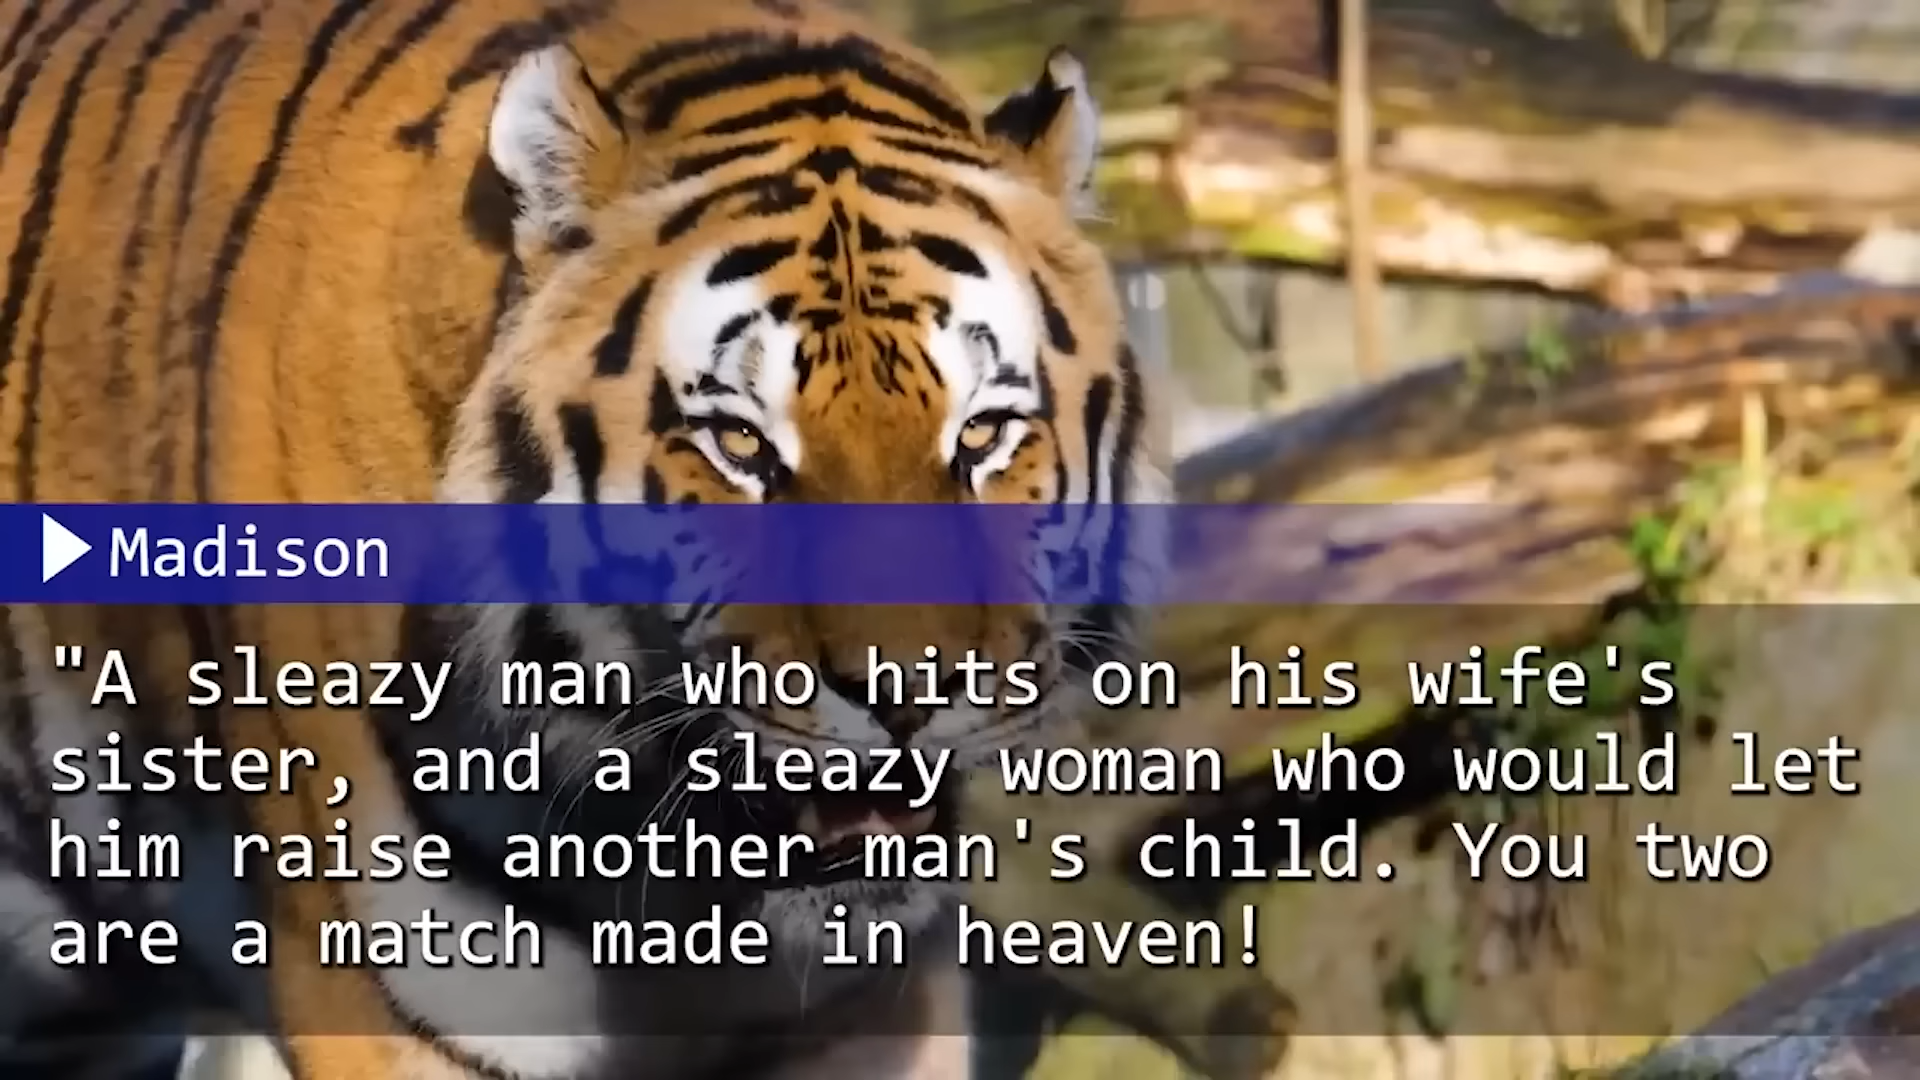 Madison
"A sleazy man who hits on his wife's
sister, and a sleazy woman who would let
him raise another man's child. You two
are a match made in heaven!